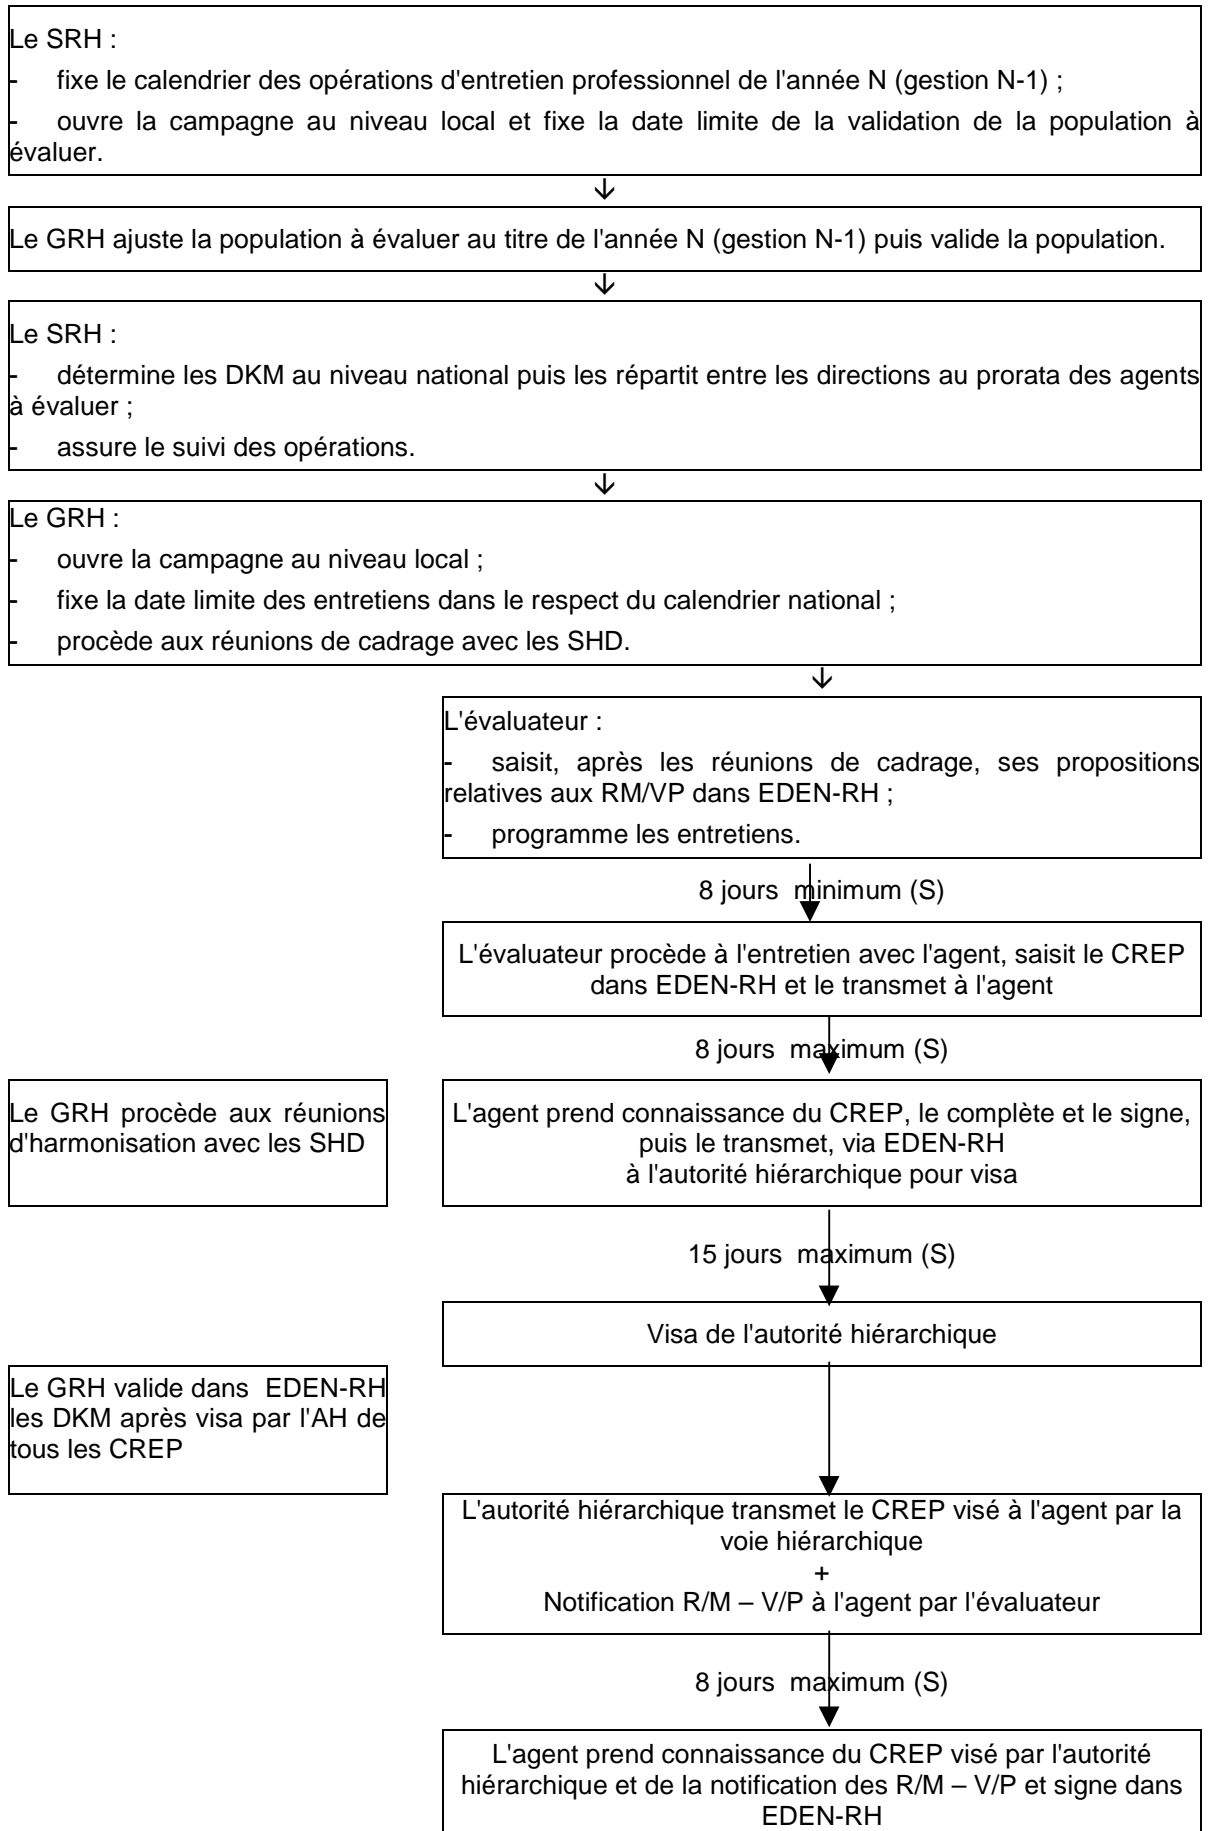 Le SRH :
- fixe le calendrier des opérations d'entretien professionnel de l'année N (gestion N-1) ;
- ouvre la campagne au niveau local et fixe la date limite de la validation de la population à
évaluer.
Le GRH ajuste la population à évaluer au titre de l'année N (gestion N-1) puis valide la population.
Le SRH :
- détermine les DKM au niveau national puis les répartit entre les directions au prorata des agents
à évaluer ;
- assure le suivi des opérations.
Le GRH :
- ouvre la campagne au niveau local ;
- fixe la date limite des entretiens dans le respect du calendrier national ;
- procède aux réunions de cadrage avec les SHD.
L'évaluateur :
- saisit, après les réunions de cadrage, ses propositions
relatives aux RM/VP dans EDEN-RH ;
- programme les entretiens.
8 jours minimum (S)
L'évaluateur procède à l'entretien avec l'agent, saisit le CREP
dans EDEN-RH et le transmet à l'agent
8 jours maximum (S)
Le GRH procède aux réunions
d'harmonisation avec les SHD
L'agent prend connaissance du CREP, le complète et le signe,
puis le transmet, via EDEN-RH
à l'autorité hiérarchique pour visa
15 jours maximum (S)
Visa de l'autorité hiérarchique
Le GRH valide dans EDEN-RH
les DKM après visa par l'AH de
tous les CREP
L'autorité hiérarchique transmet le CREP visé à l'agent par la
voie hiérarchique
+
Notification R/M – V/P à l'agent par l'évaluateur
8 jours maximum (S)
L'agent prend connaissance du CREP visé par l'autorité
hiérarchique et de la notification des R/M – V/P et signe dans
EDEN-RH